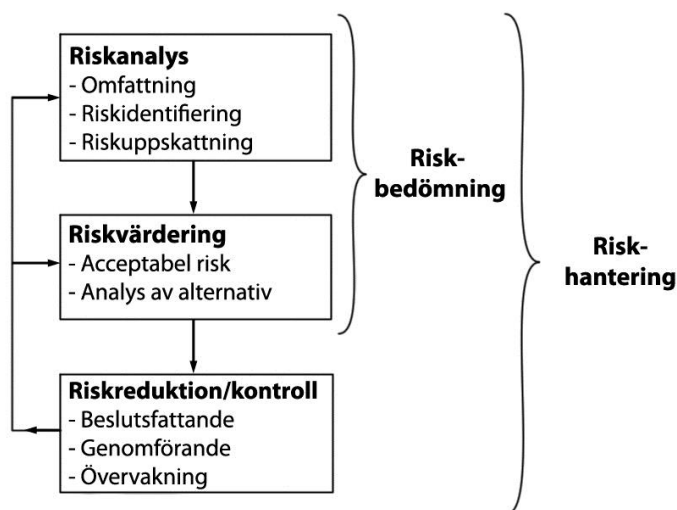 Riskanalys
- Omfattning
- Riskidentifiering
- Riskuppskattning
Risk-
bedömning
Riskvärdering
- Acceptabel risk
- Analys av alternativ
Risk-
hantering
Riskreduktion/kontroll
- Beslutsfattande
- Genomförande
- Övervakning